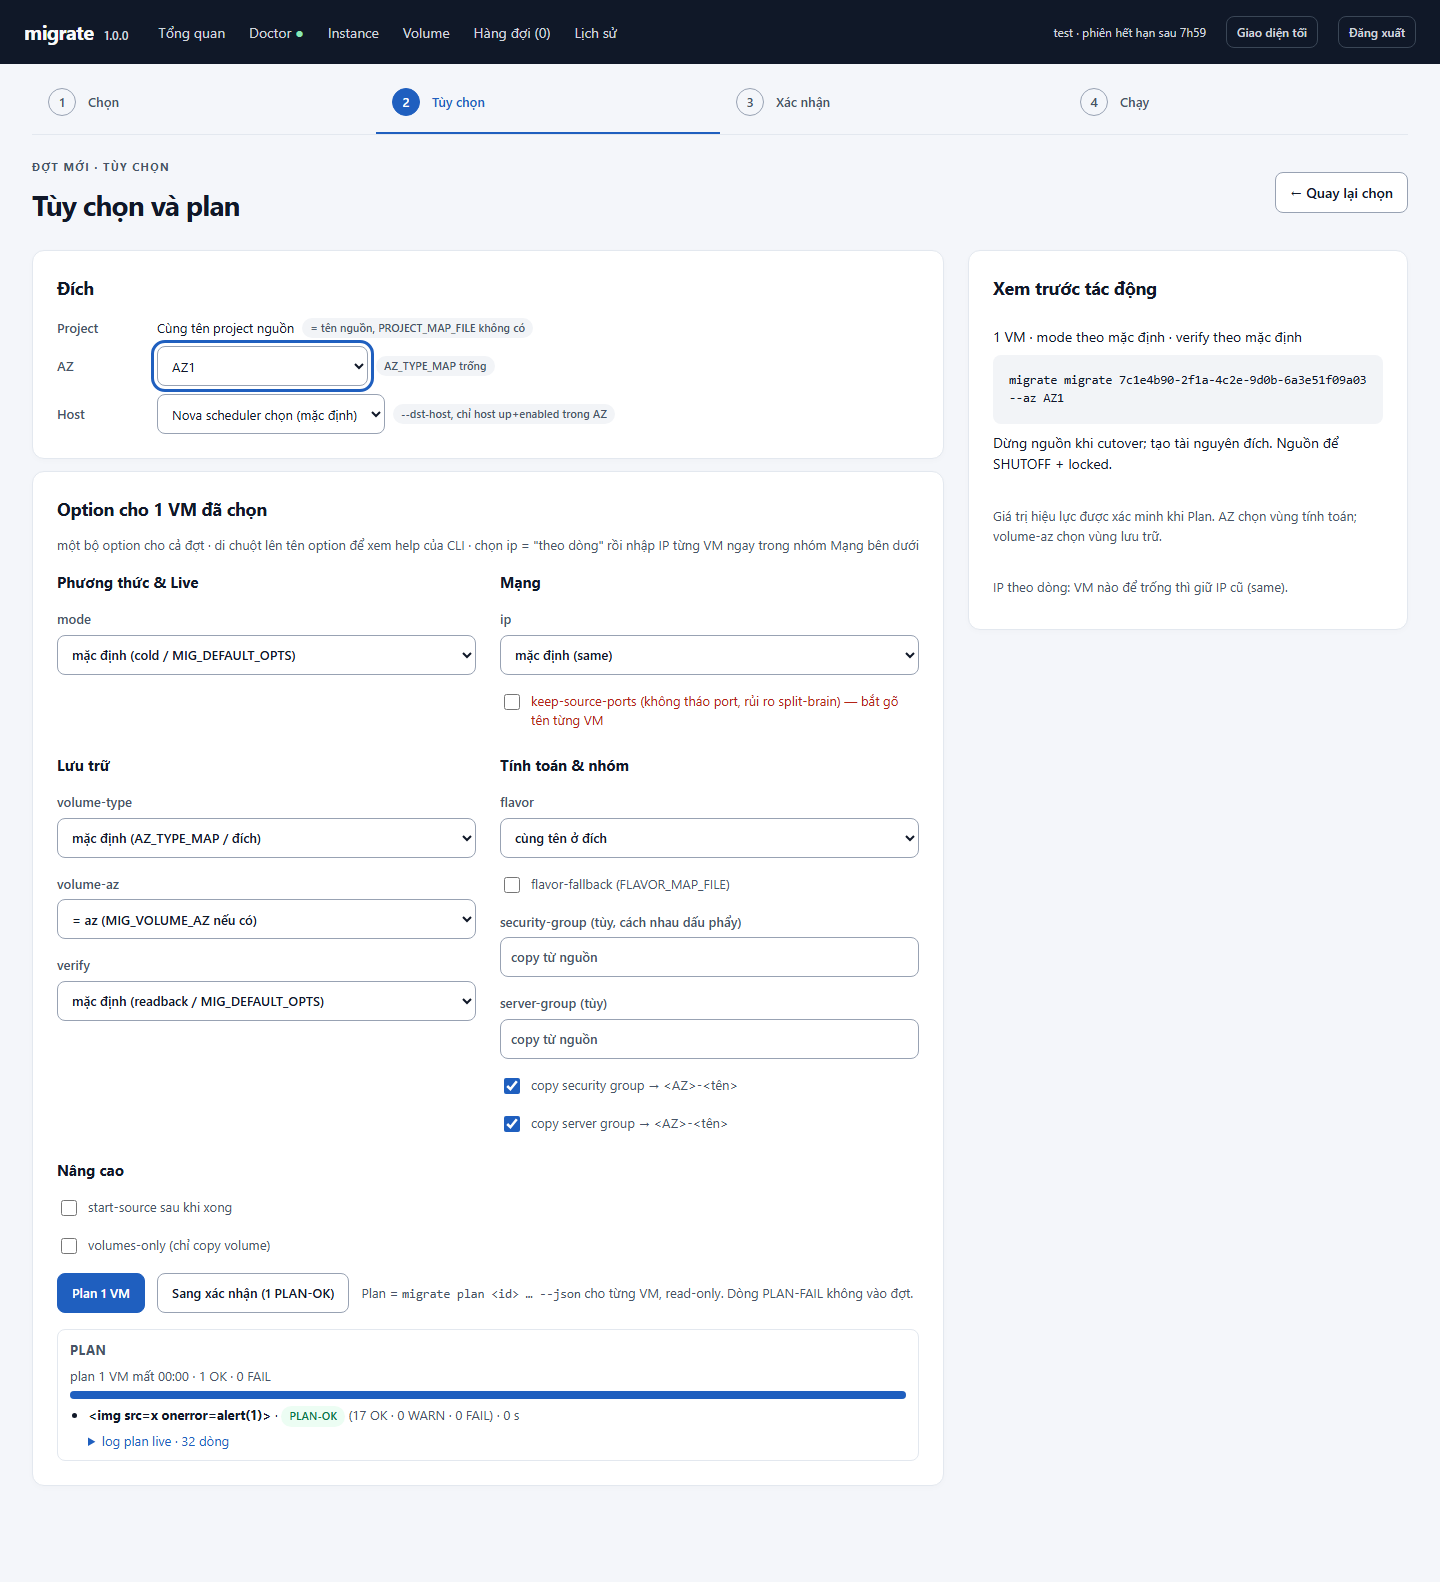 migrate 1.0.0 Tổng quan Doctor Instance Volume Hàng đợi (0) Lịch sử test · phiên hết hạn sau 7h59 Giao diện tối Đăng xuất
1 Chọn 2 Tùy chọn 3 Xác nhận 4 Chạy
ĐỢT MỚI · TÙY CHỌN
Tùy chọn và plan
← Quay lại chọn
Đích
Project Cùng tên project nguồn = tên nguồn, PROJECT_MAP_FILE không có
AZ AZ1 AZ_TYPE_MAP trống
Host Nova scheduler chọn (mặc định) --dst-host, chỉ host up+enabled trong AZ
Xem trước tác động
1 VM · mode theo mặc định · verify theo mặc định
migrate migrate 7c1e4b90-2f1a-4c2e-9d0b-6a3e51f09a03
--az AZ1
Dừng nguồn khi cutover; tạo tài nguyên đích. Nguồn để
SHUTOFF + locked.
Giá trị hiệu lực được xác minh khi Plan. AZ chọn vùng tính toán;
volume-az chọn vùng lưu trữ.
IP theo dòng: VM nào để trống thì giữ IP cũ (same).
Option cho 1 VM đã chọn
một bộ option cho cả đợt · di chuột lên tên option để xem help của CLI · chọn ip = "theo dòng" rồi nhập IP từng VM ngay trong nhóm Mạng bên dưới
Phương thức & Live
mode
mặc định (cold / MIG_DEFAULT_OPTS)
Mạng
ip
mặc định (same)
keep-source-ports (không tháo port, rủi ro split-brain) — bắt gõ
tên từng VM
Lưu trữ
volume-type
mặc định (AZ_TYPE_MAP / đích)
volume-az
= az (MIG_VOLUME_AZ nếu có)
verify
mặc định (readback / MIG_DEFAULT_OPTS)
Tính toán & nhóm
flavor
cùng tên ở đích
flavor-fallback (FLAVOR_MAP_FILE)
security-group (tùy, cách nhau dấu phẩy)
copy từ nguồn
server-group (tùy)
copy từ nguồn
copy security group → <AZ>-<tên>
copy server group → <AZ>-<tên>
Nâng cao
start-source sau khi xong
volumes-only (chỉ copy volume)
Plan 1 VM Sang xác nhận (1 PLAN-OK) Plan = migrate plan <id> … --json cho từng VM, read-only. Dòng PLAN-FAIL không vào đợt.
PLAN
plan 1 VM mất 00:00 · 1 OK · 0 FAIL
<img src=x onerror=alert(1)> · PLAN-OK (17 OK · 0 WARN · 0 FAIL) · 0 s
log plan live · 32 dòng